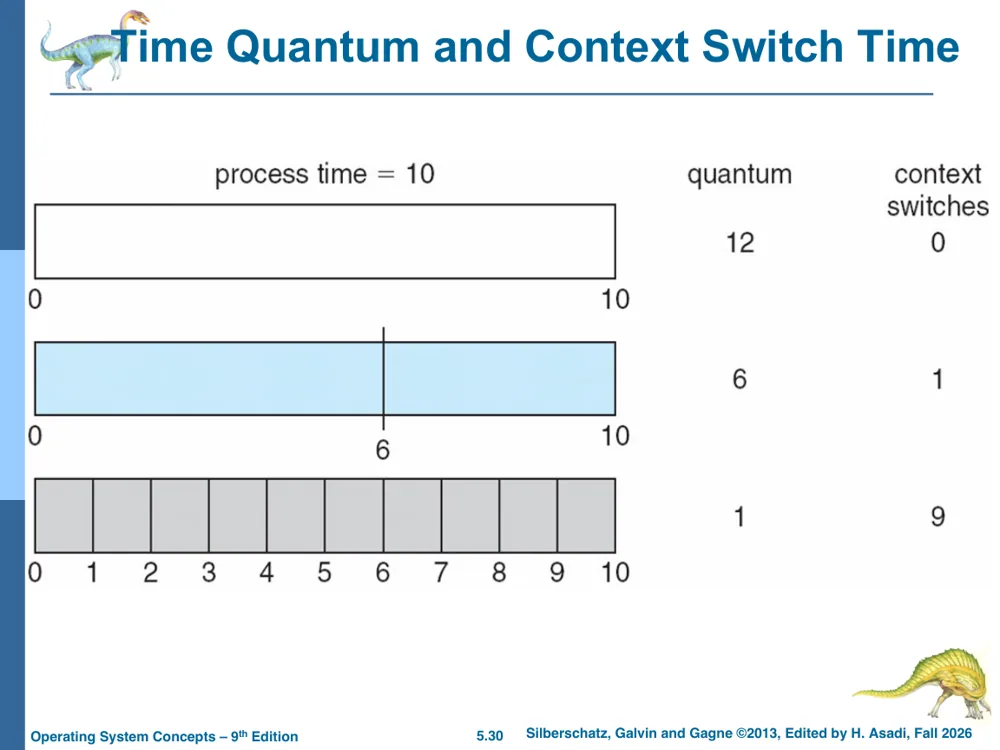 Time Quantum and Context Switch Time
process time = 10 quantum context switches
12 0
0 10
6 1
0 6 10
1 9
0 1 2 3 4 5 6 7 8 9 10
Operating System Concepts – 9th Edition 5.30 Silberschatz, Galvin and Gagne ©2013, Edited by H. Asadi, Fall 2026